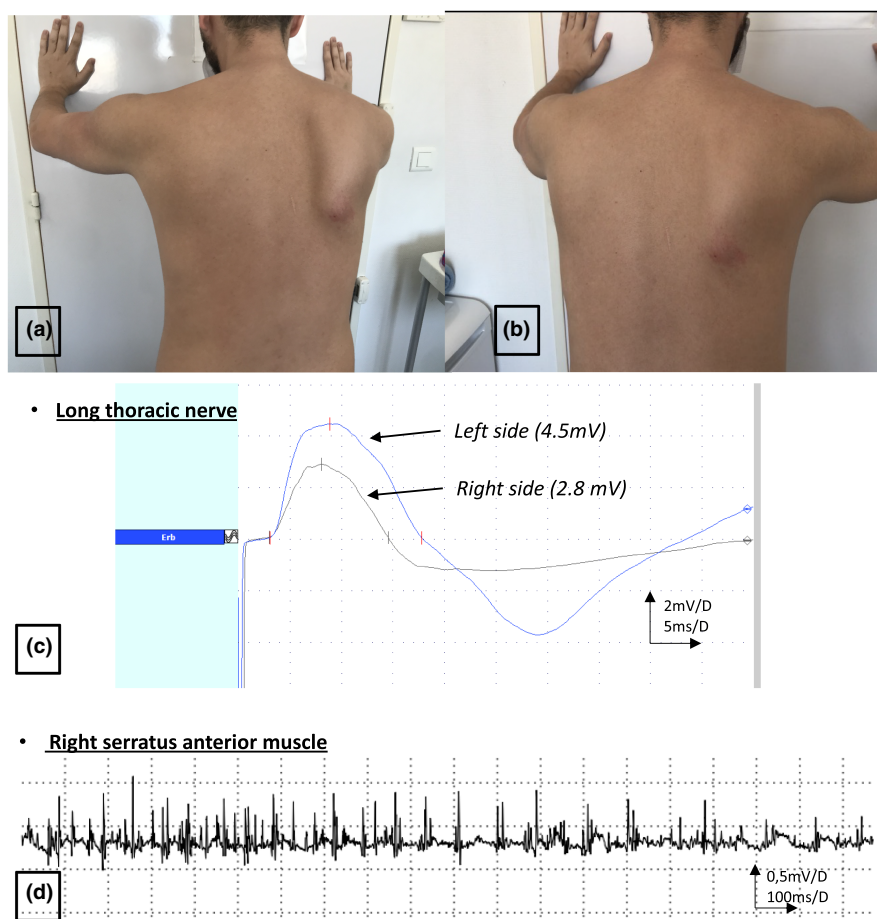 (a)
(b)
• Long thoracic nerve
Left side (4.5mV)
Right side (2.8 mV)
Erb
2mV/D
5ms/D
(c)
• Right serratus anterior muscle
(d)
0,5mV/D
100ms/D